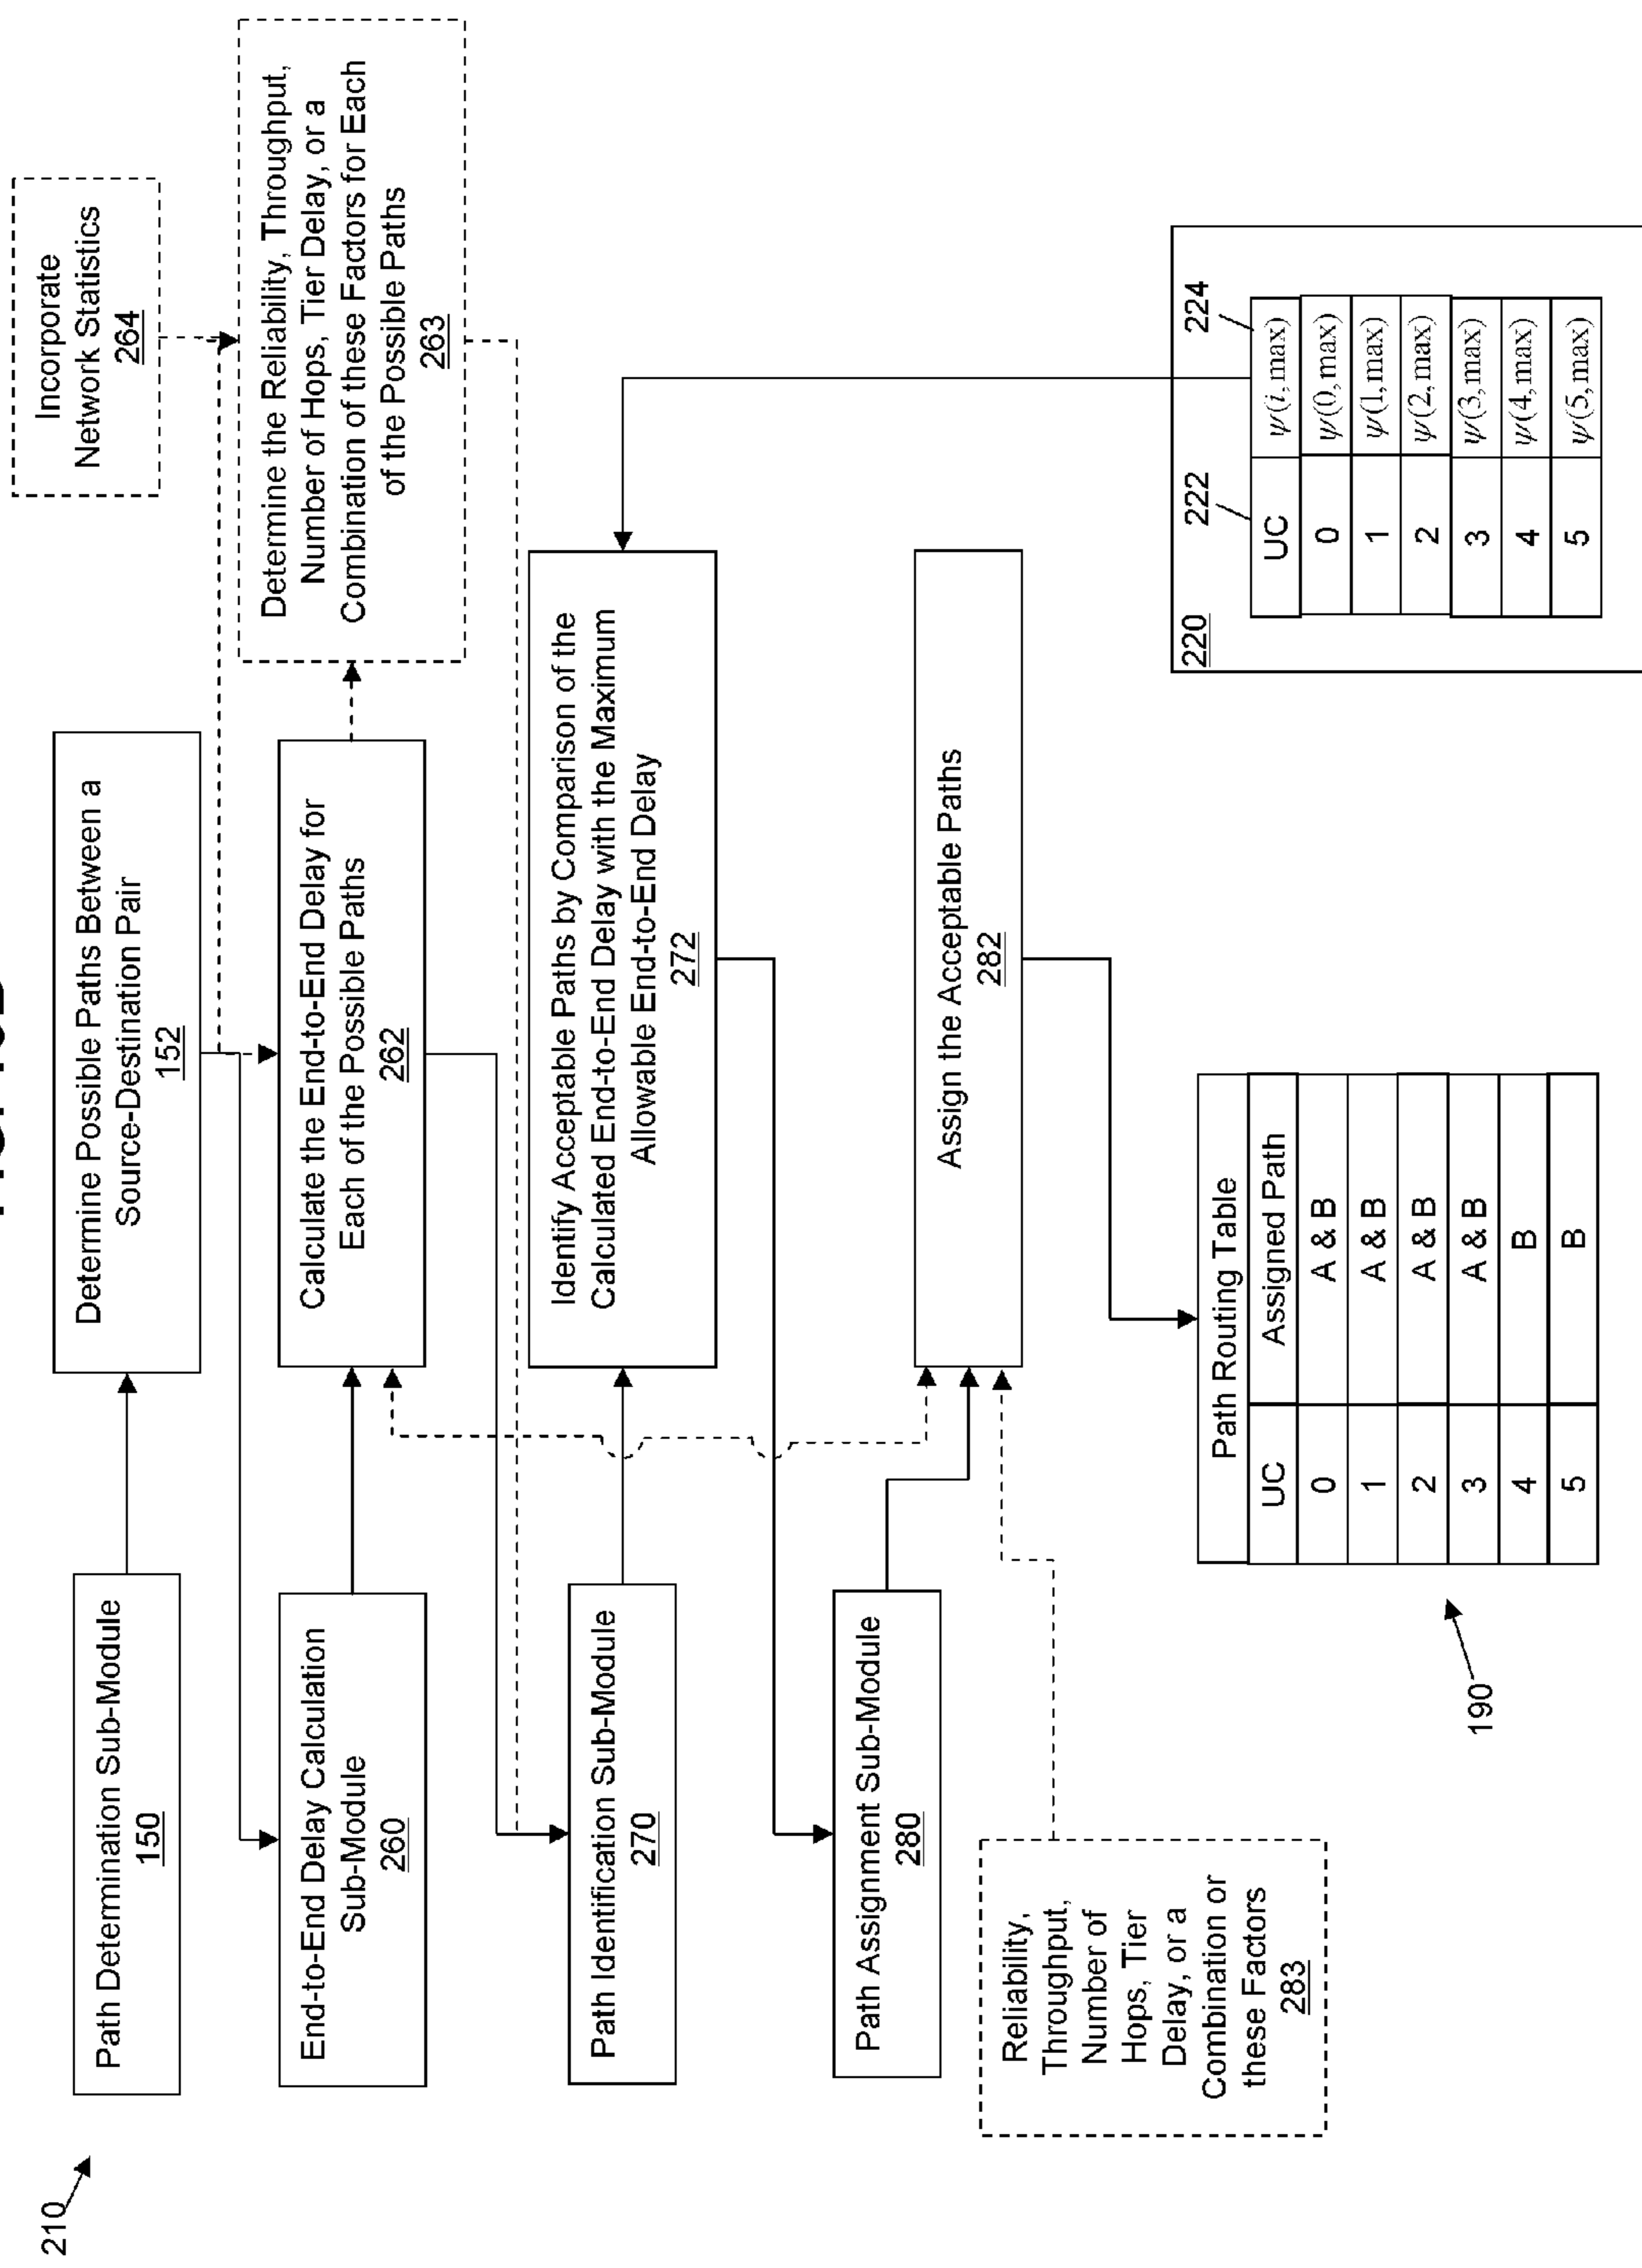 210
Path Determination Sub-Module
150
Determine Possible Paths Between a
Source-Destination Pair
152
Incorporate
Network Statistics
264
End-to-End Delay Calculation
Sub-Module
260
Calculate the End-to-End Delay for
Each of the Possible Paths
262
Determine the Reliability, Throughput,
Number of Hops, Tier Delay, or a
Combination of these Factors for Each
of the Possible Paths
263
Path Identification Sub-Module
270
Identify Acceptable Paths by Comparison of the
Calculated End-to-End Delay with the Maximum
Allowable End-to-End Delay
272
Path Assignment Sub-Module
280
Assign the Acceptable Paths
282
Reliability,
Throughput,
Number of
Hops, Tier
Delay, or a
Combination or
these Factors
283
190
Path Routing Table
UC Assigned Path
0 A & B
1 A & B
2 A & B
3 A & B
4 B
5 B
220
222
224
UC ψ(i, max)
0 ψ(0, max)
1 ψ(1, max)
2 ψ(2, max)
3 ψ(3, max)
4 ψ(4, max)
5 ψ(5, max)